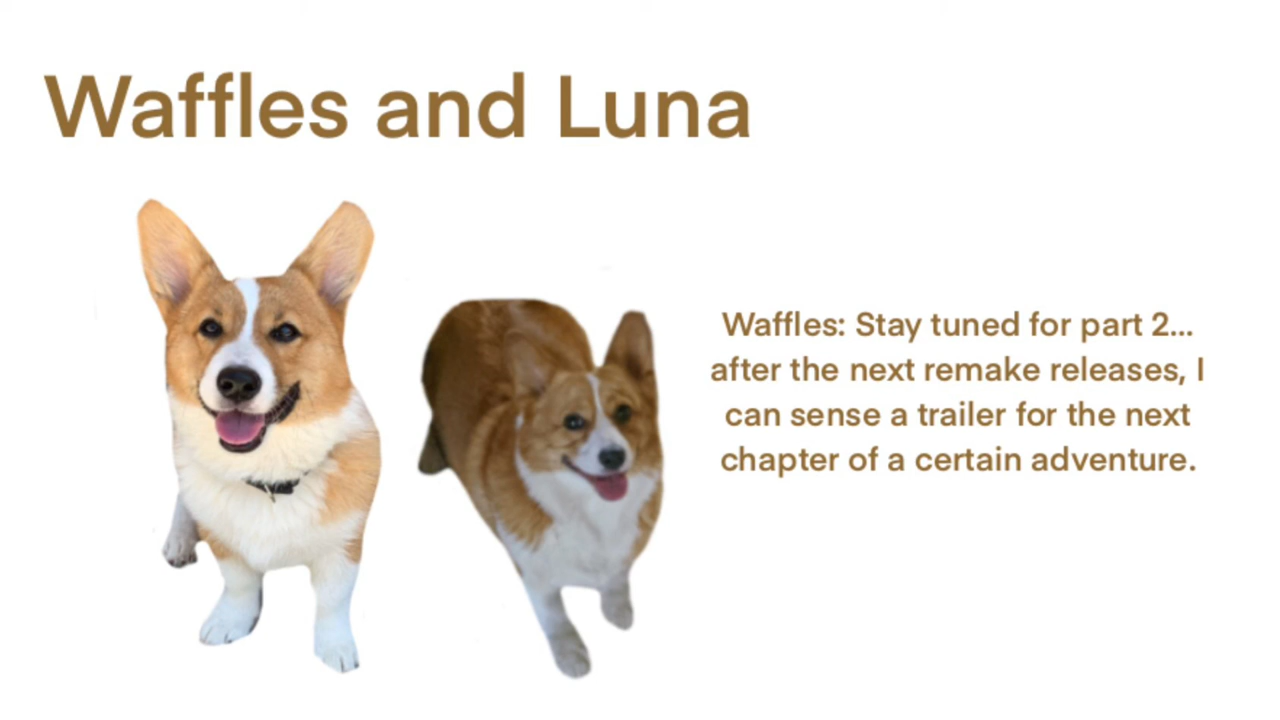 Waffles and Luna
Waffles: Stay tuned for part 2...
after the next remake releases, I
can sense a trailer for the next
chapter of a certain adventure.